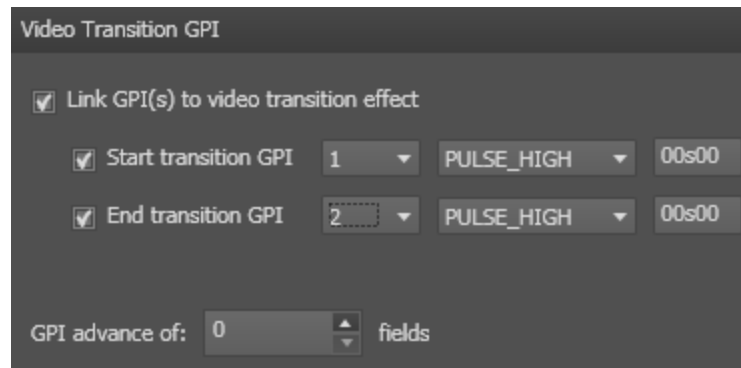 Video Transition GPI
Link GPI(s) to video transition effect
Start transition GPI 1 PULSE_HIGH 00s00
End transition GPI 2 PULSE_HIGH 00s00
GPI advance of: 0 fields